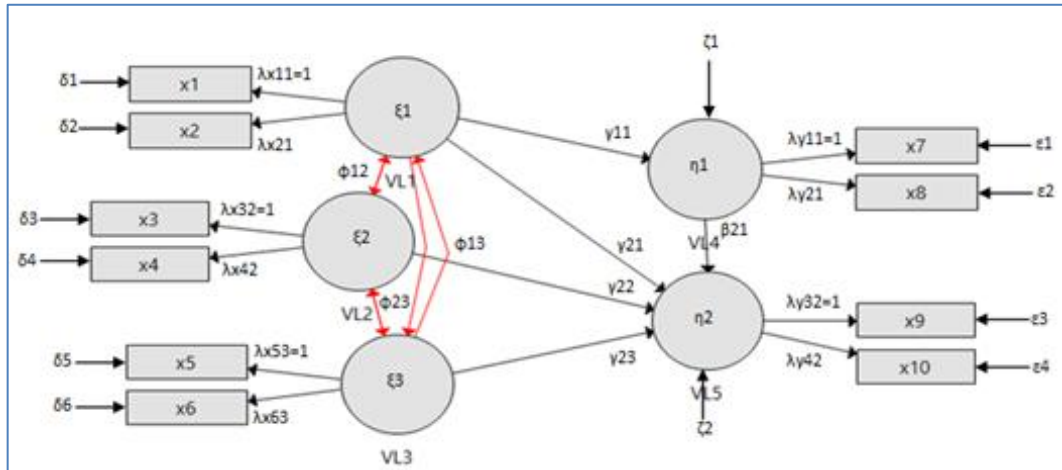 ζ1
δ1 x1 λx11=1 ξ1
δ2 x2 λx21
γ11 η1 λy11=1 x7 ε1
λy21 x8 ε2
ϕ12 VL1
δ3 x3 λx32=1 ξ2
δ4 x4 λx42
ϕ13 γ21 VL4 β21
γ22
VL2 ϕ23
η2 λy32=1 x9 ε3
γ23 λy42 x10 ε4
δ5 x5 λx53=1 ξ3
δ6 x6 λx63
VL5
ζ2
VL3